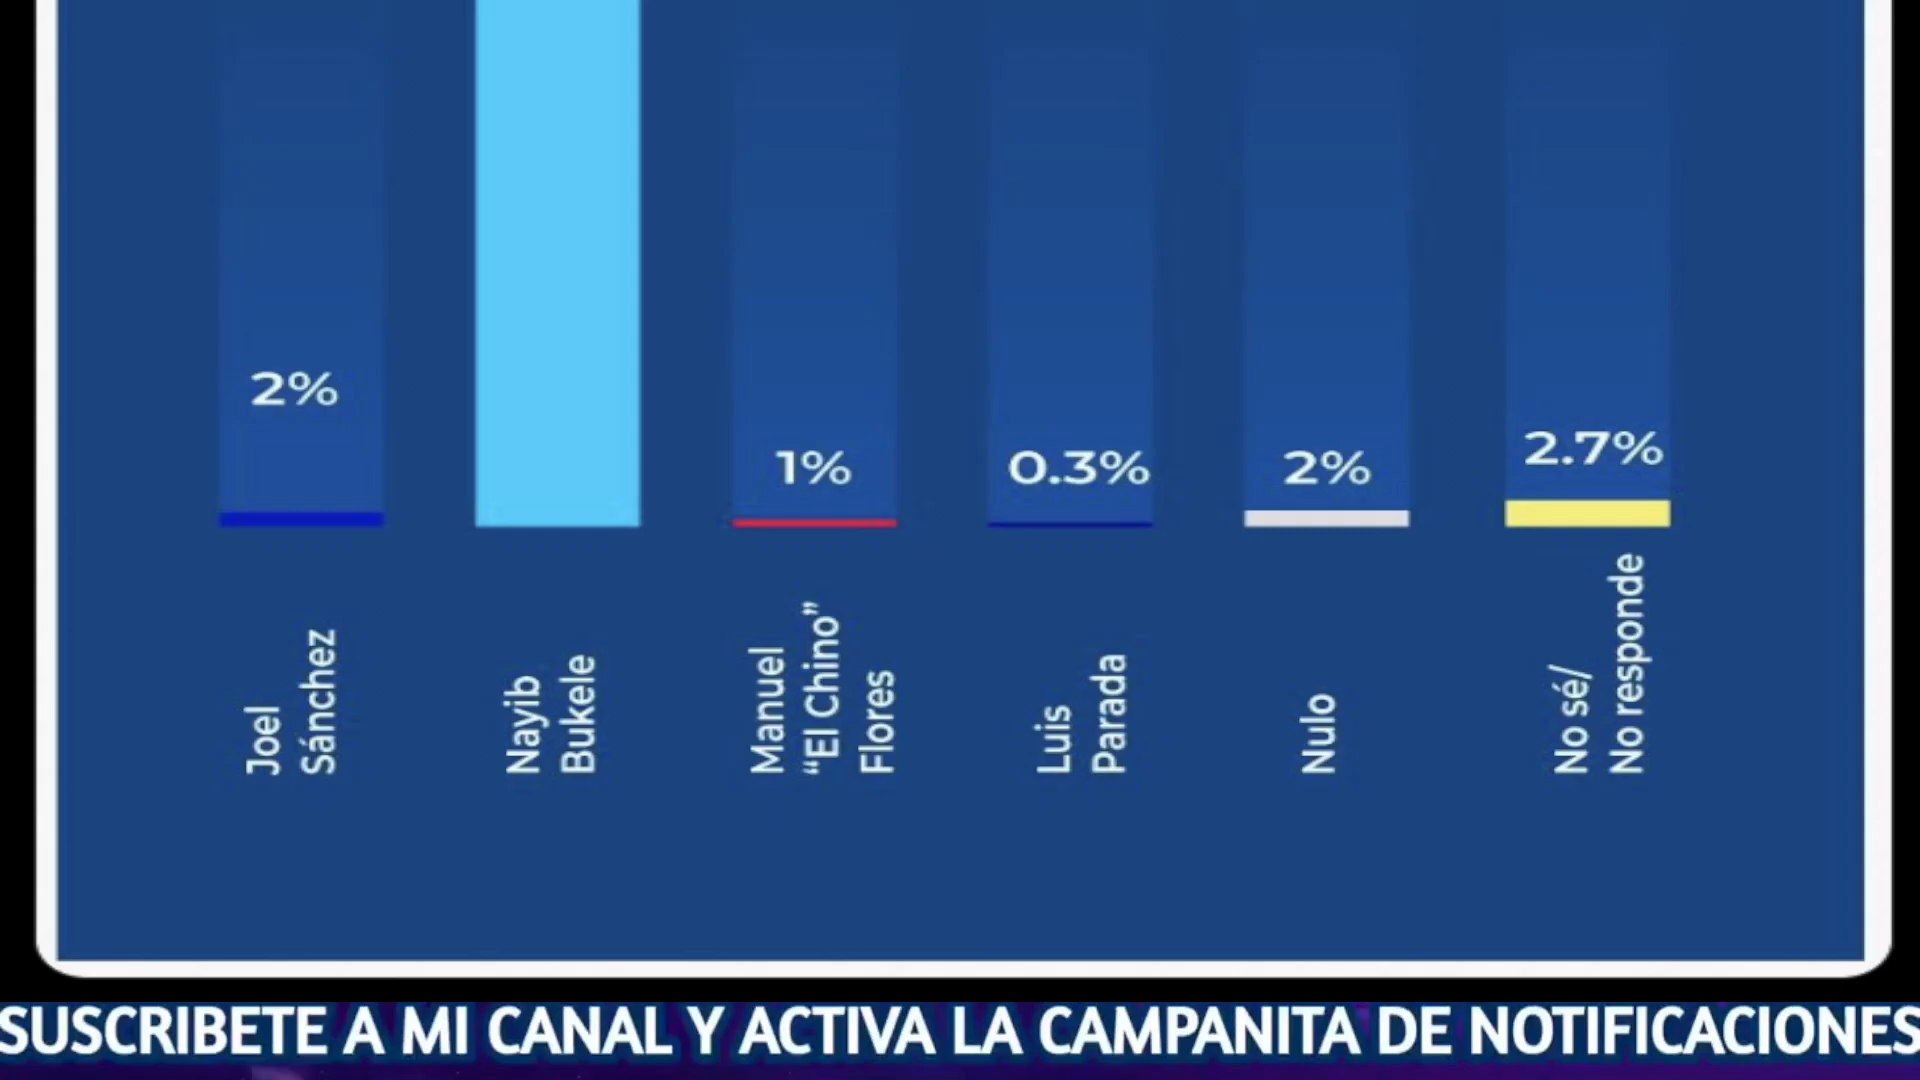 2%
1%
0.3%
2%
2.7%
Joel
Sánchez
Nayib
Bukele
Manuel
“El Chino”
Flores
Luis
Parada
Nulo
No sé/
No responde
SUSCRIBETE A MI CANAL Y ACTIVA LA CAMPANITA DE NOTIFICACIONES